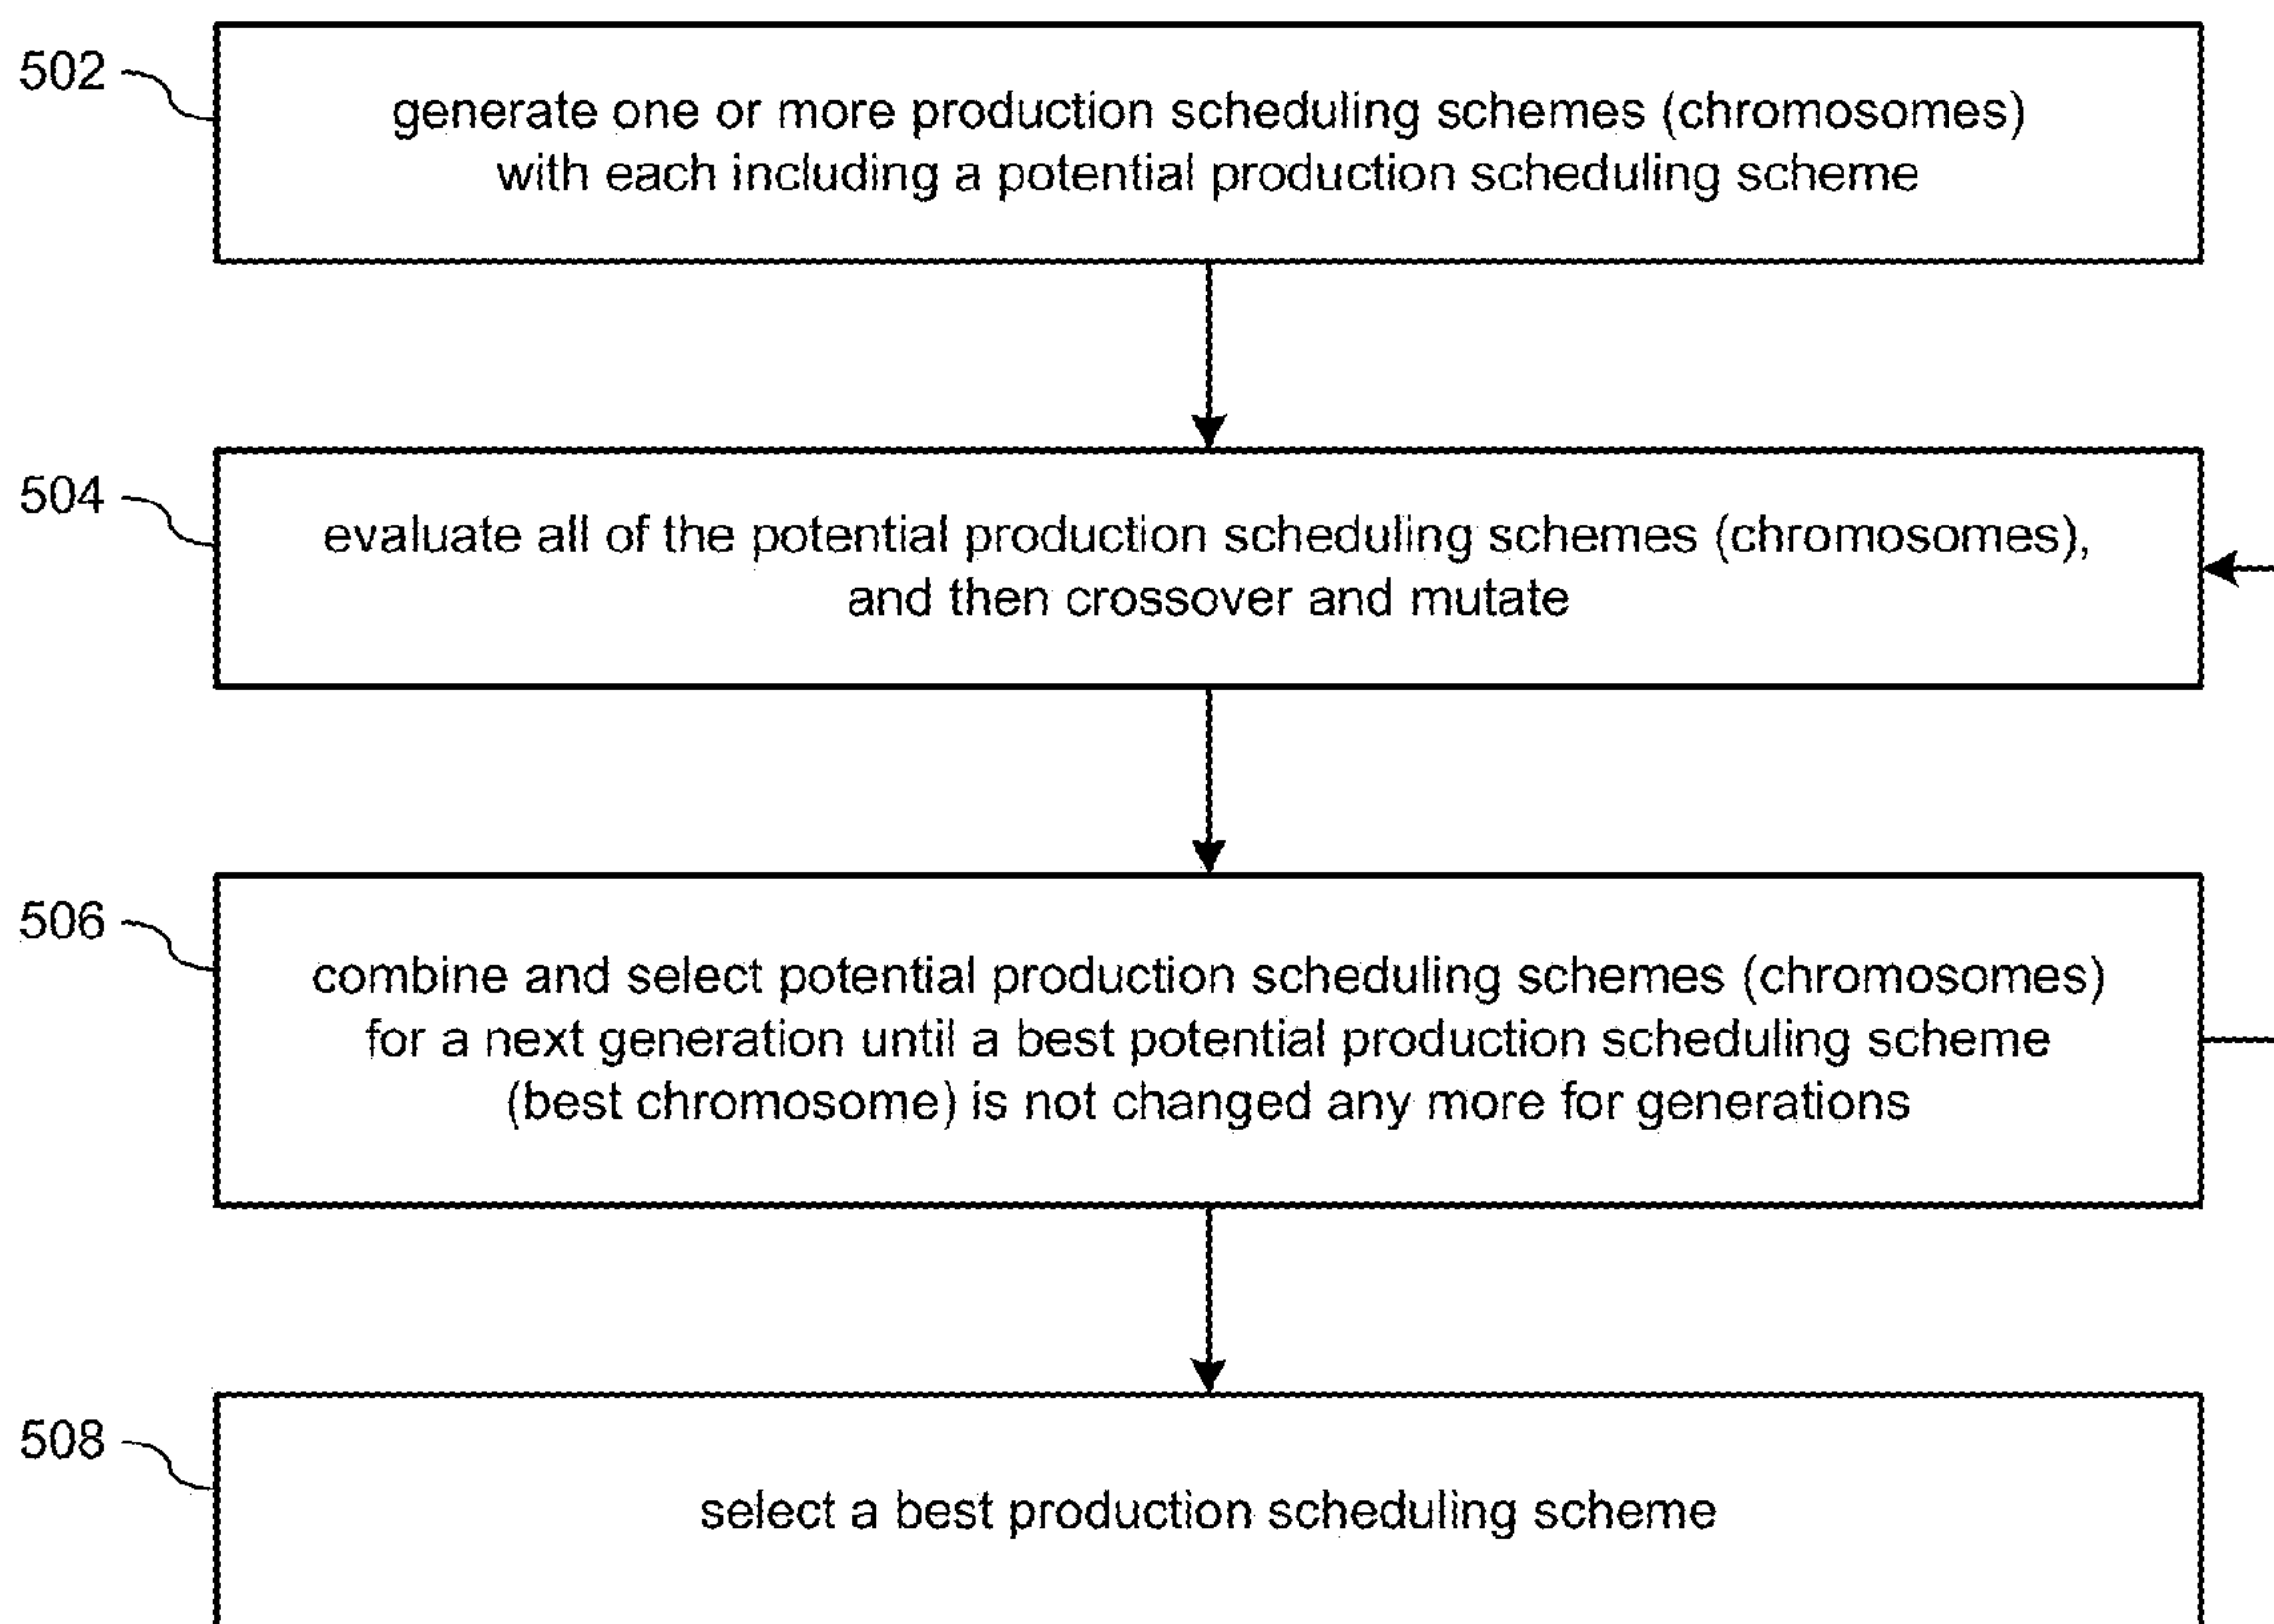 502
generate one or more production scheduling schemes (chromosomes)
with each including a potential production scheduling scheme
504
evaluate all of the potential production scheduling schemes (chromosomes),
and then crossover and mutate
506
combine and select potential production scheduling schemes (chromosomes)
for a next generation until a best potential production scheduling scheme
(best chromosome) is not changed any more for generations
508
select a best production scheduling scheme